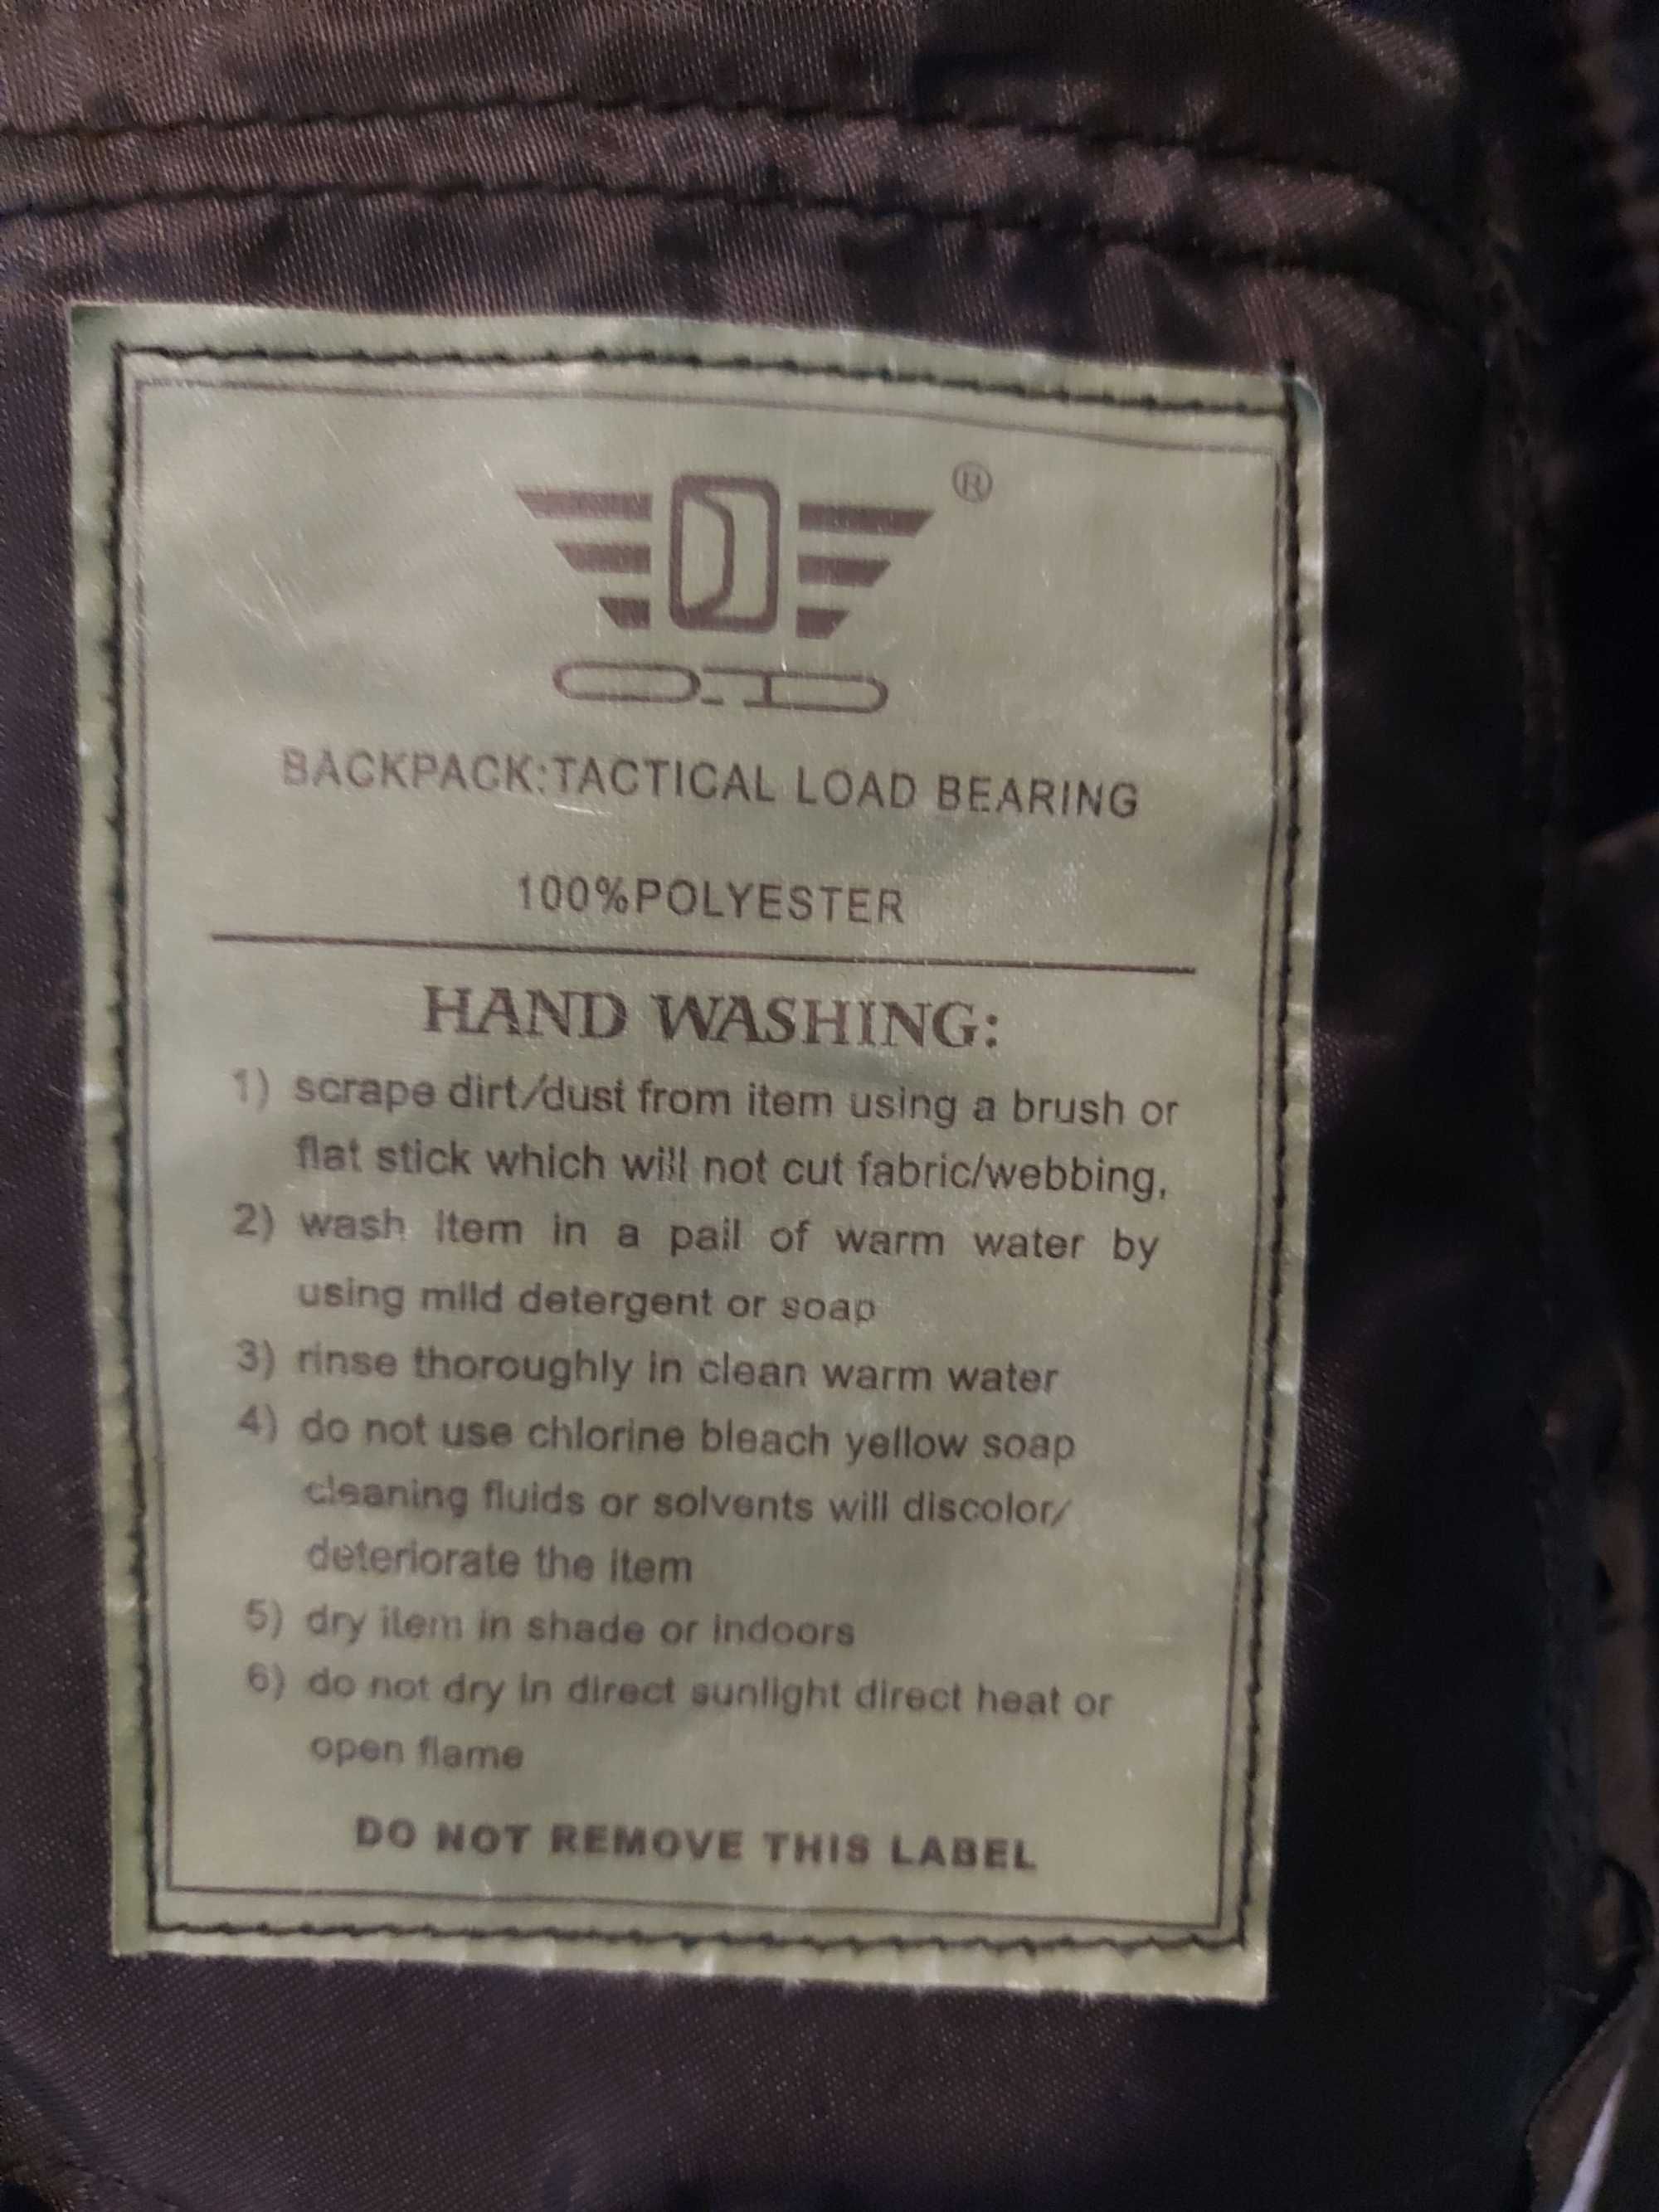 ®
BACKPACK:TACTICAL LOAD BEARING
100%POLYESTER
HAND WASHING:
1) scrape dirt/dust from item using a brush or
flat stick which will not cut fabric/webbing,
2) wash item in a pail of warm water by
using mild detergent or soap
3) rinse thoroughly in clean warm water
4) do not use chlorine bleach yellow soap
cleaning fluids or solvents will discolor/
deteriorate the item
5) dry item in shade or indoors
6) do not dry in direct sunlight direct heat or
open flame
DO NOT REMOVE THIS LABEL